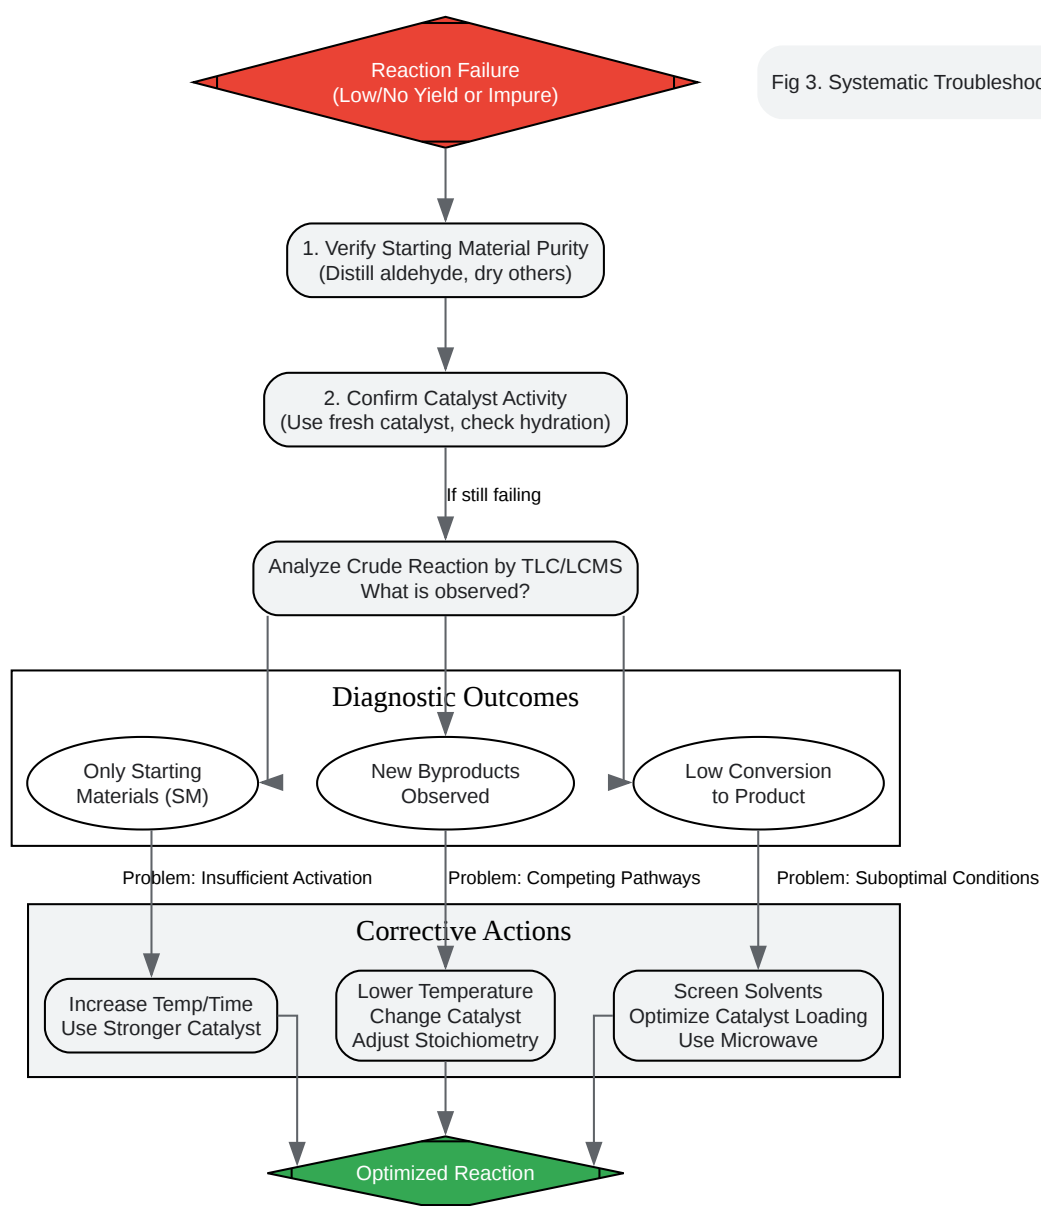 Reaction Failure
(Low/No Yield or Impure)
Fig 3. Systematic
1. Verify Starting Material Purity
(Distill aldehyde, dry others)
2. Confirm Catalyst Activity
(Use fresh catalyst, check hydration)
If still failing
Analyze Crude Reaction by TLC/LCMS
What is observed?
Diagnostic Outcomes
Only Starting
Materials (SM)
New Byproducts
Observed
Low Conversion
to Product
Problem: Insufficient Activation
Problem: Competing Pathways
Problem: Suboptimal Conditions
Corrective Actions
Increase Temp/Time
Use Stronger Catalyst
Lower Temperature
Change Catalyst
Adjust Stoichiometry
Screen Solvents
Optimize Catalyst Loading
Use Microwave
Optimized Reaction